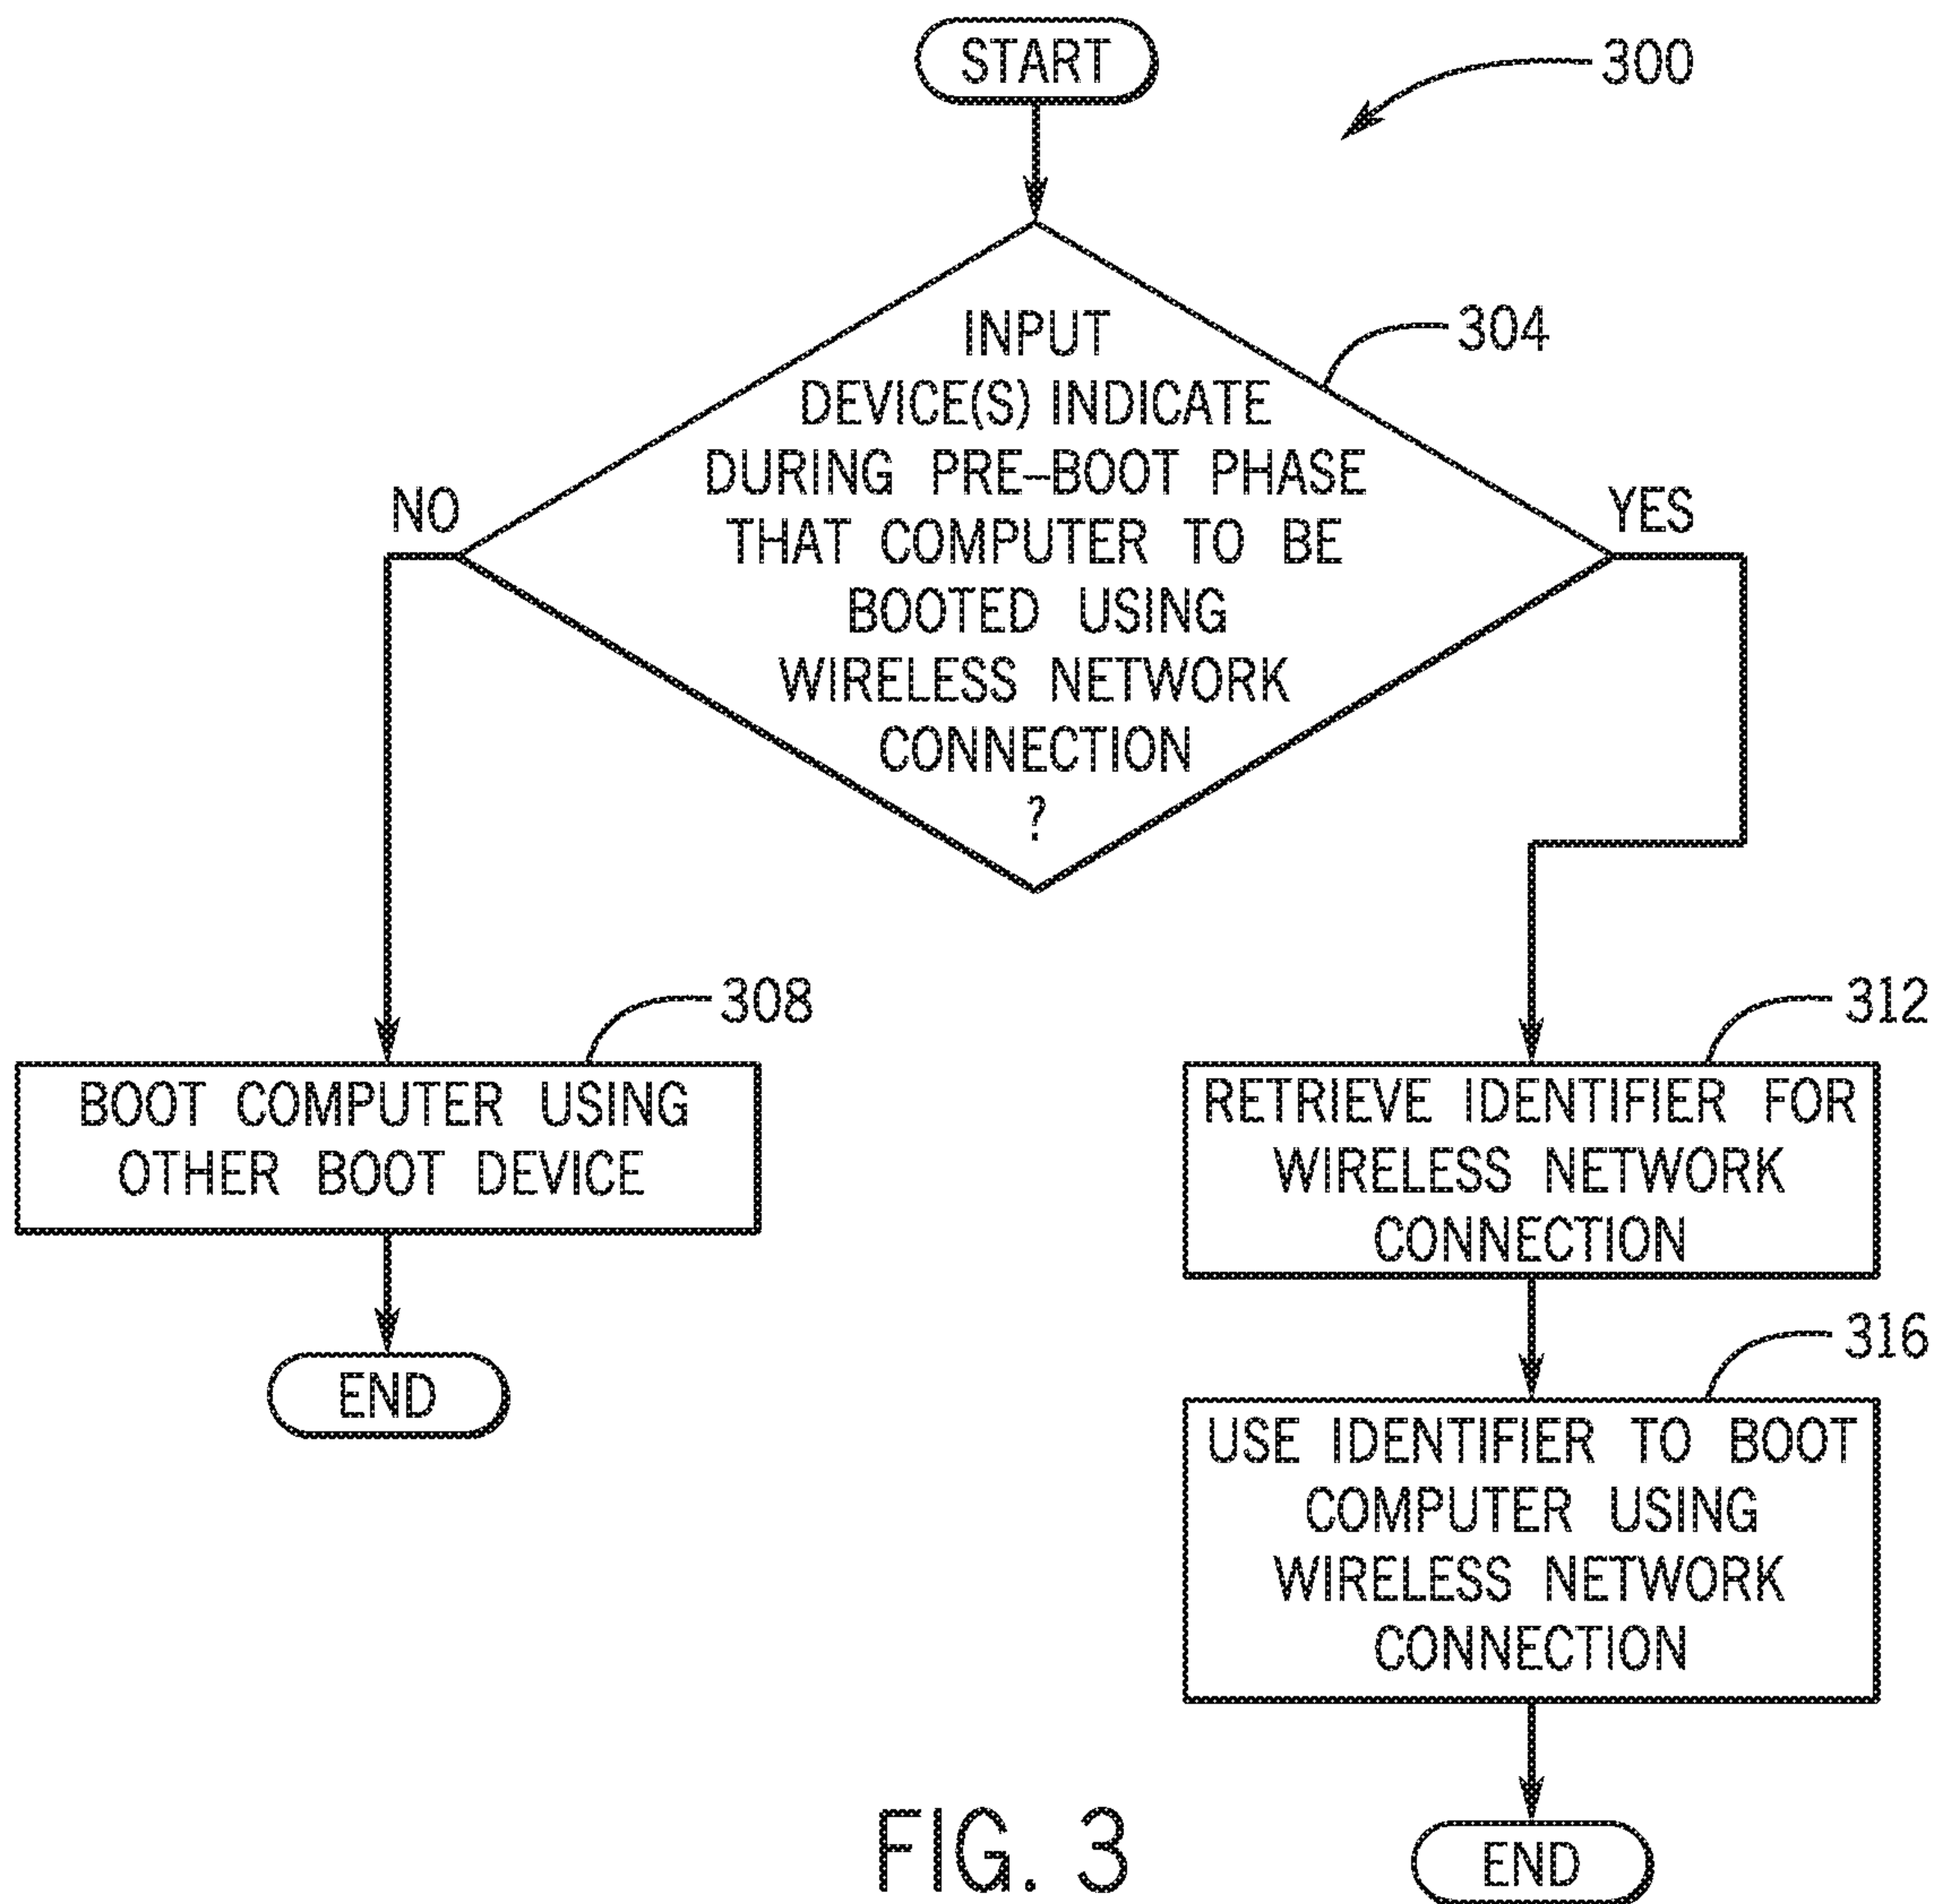 START
300
INPUT
DEVICE(S) INDICATE
DURING PRE-BOOT PHASE
THAT COMPUTER TO BE
BOOTED USING
WIRELESS NETWORK
CONNECTION
?
304
NO
YES
308
BOOT COMPUTER USING
OTHER BOOT DEVICE
END
312
RETRIEVE IDENTIFIER FOR
WIRELESS NETWORK
CONNECTION
316
USE IDENTIFIER TO BOOT
COMPUTER USING
WIRELESS NETWORK
CONNECTION
END
FIG. 3